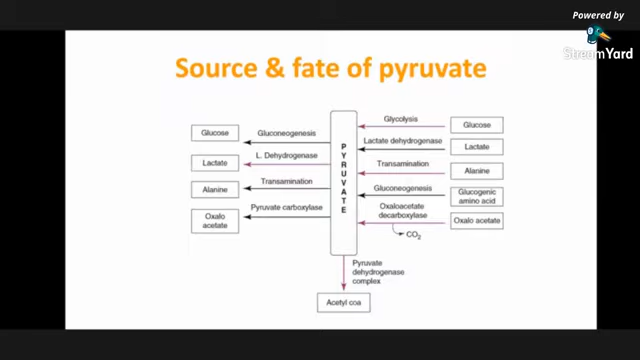 Powered by
StreamYard
Source & fate of pyruvate
Glucose
Gluconeogenesis
Lactate
L. Dehydrogenase
Alanine
Transamination
Oxalo
acetate
Pyruvate carboxylase
PYRUVATE
Glycolysis
Glucose
Lactate dehydrogenase
Lactate
Transamination
Alanine
Gluconeogenesis
Glucogenic
amino acid
Oxaloacetate
decarboxylase
Oxalo acetate
CO₂
Pyruvate
dehydrogenase
complex
Acetyl coa